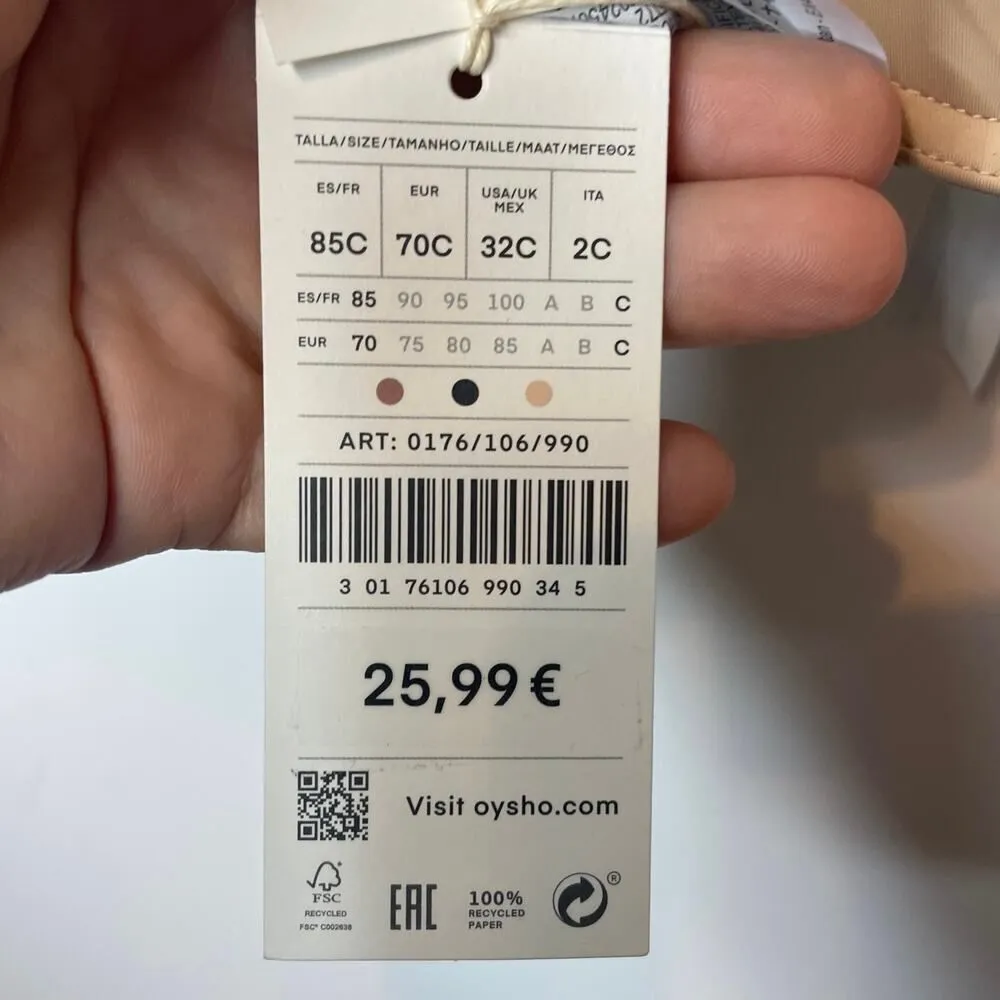 TALLA/SIZE/TAMANHO/TAILLE/MAAT/ΜΕΓΕΘΟΣ
ES/FR EUR USA/UK MEX ITA
85C 70C 32C 2C
ES/FR 85 90 95 100 A B C
EUR 70 75 80 85 A B C
ART: 0176/106/990
3 01 76106 990 34 5
25,99 €
Visit oysho.com
FSC
RECYCLED
FSC® C002638
EAC
100%
RECYCLED
PAPER
®